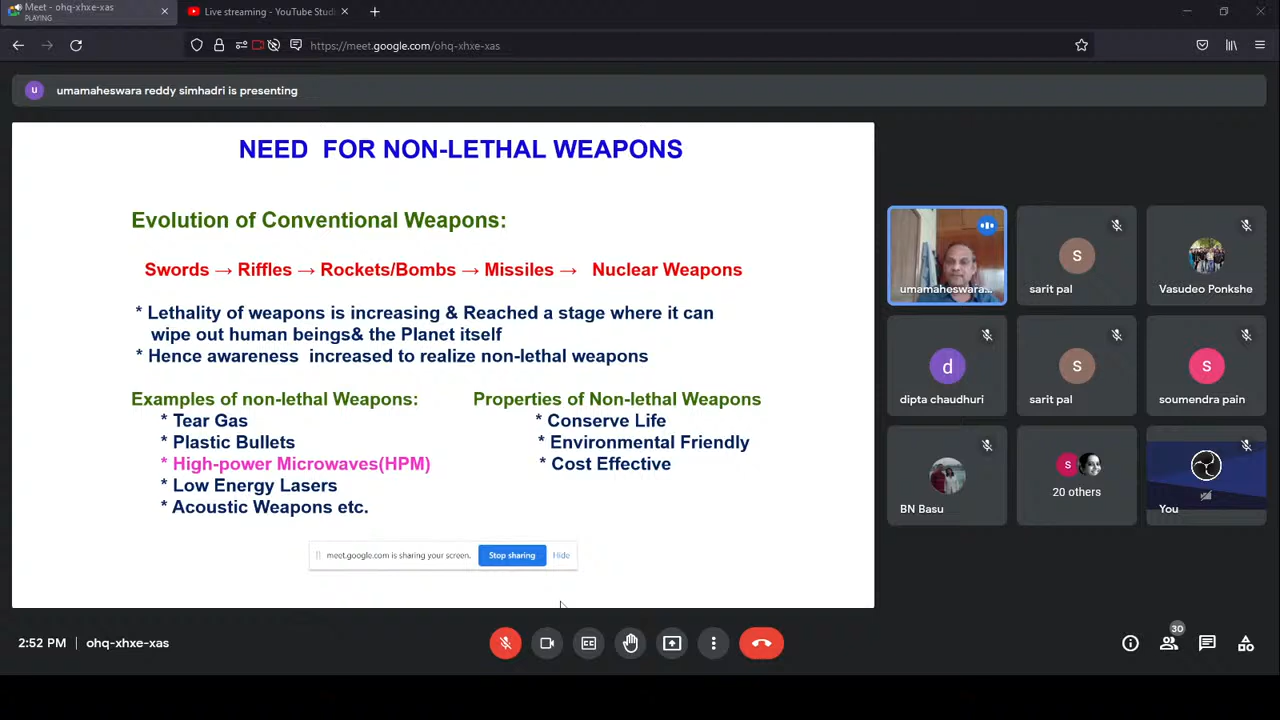 Meet - ohq-xhxe-xas
PLAYING
Live streaming - YouTube Studi
https://meet.google.com/ohq-xhxe-xas
u
umamaheswara reddy simhadri is presenting
NEED FOR NON-LETHAL WEAPONS
Evolution of Conventional Weapons:
Swords → Riffles → Rockets/Bombs → Missiles → Nuclear Weapons
* Lethality of weapons is increasing & Reached a stage where it can
wipe out human beings& the Planet itself
* Hence awareness increased to realize non-lethal weapons
Examples of non-lethal Weapons:
* Tear Gas
* Plastic Bullets
* High-power Microwaves(HPM)
* Low Energy Lasers
* Acoustic Weapons etc.
Properties of Non-lethal Weapons
* Conserve Life
* Environmental Friendly
* Cost Effective
meet.google.com is sharing your screen.
Stop sharing
Hide
umamaheswara...
s
sarit pal
Vasudeo Ponkshe
d
dipta chaudhuri
s
sarit pal
s
soumendra pain
BN Basu
s
20 others
You
2:52 PM | ohq-xhxe-xas
30